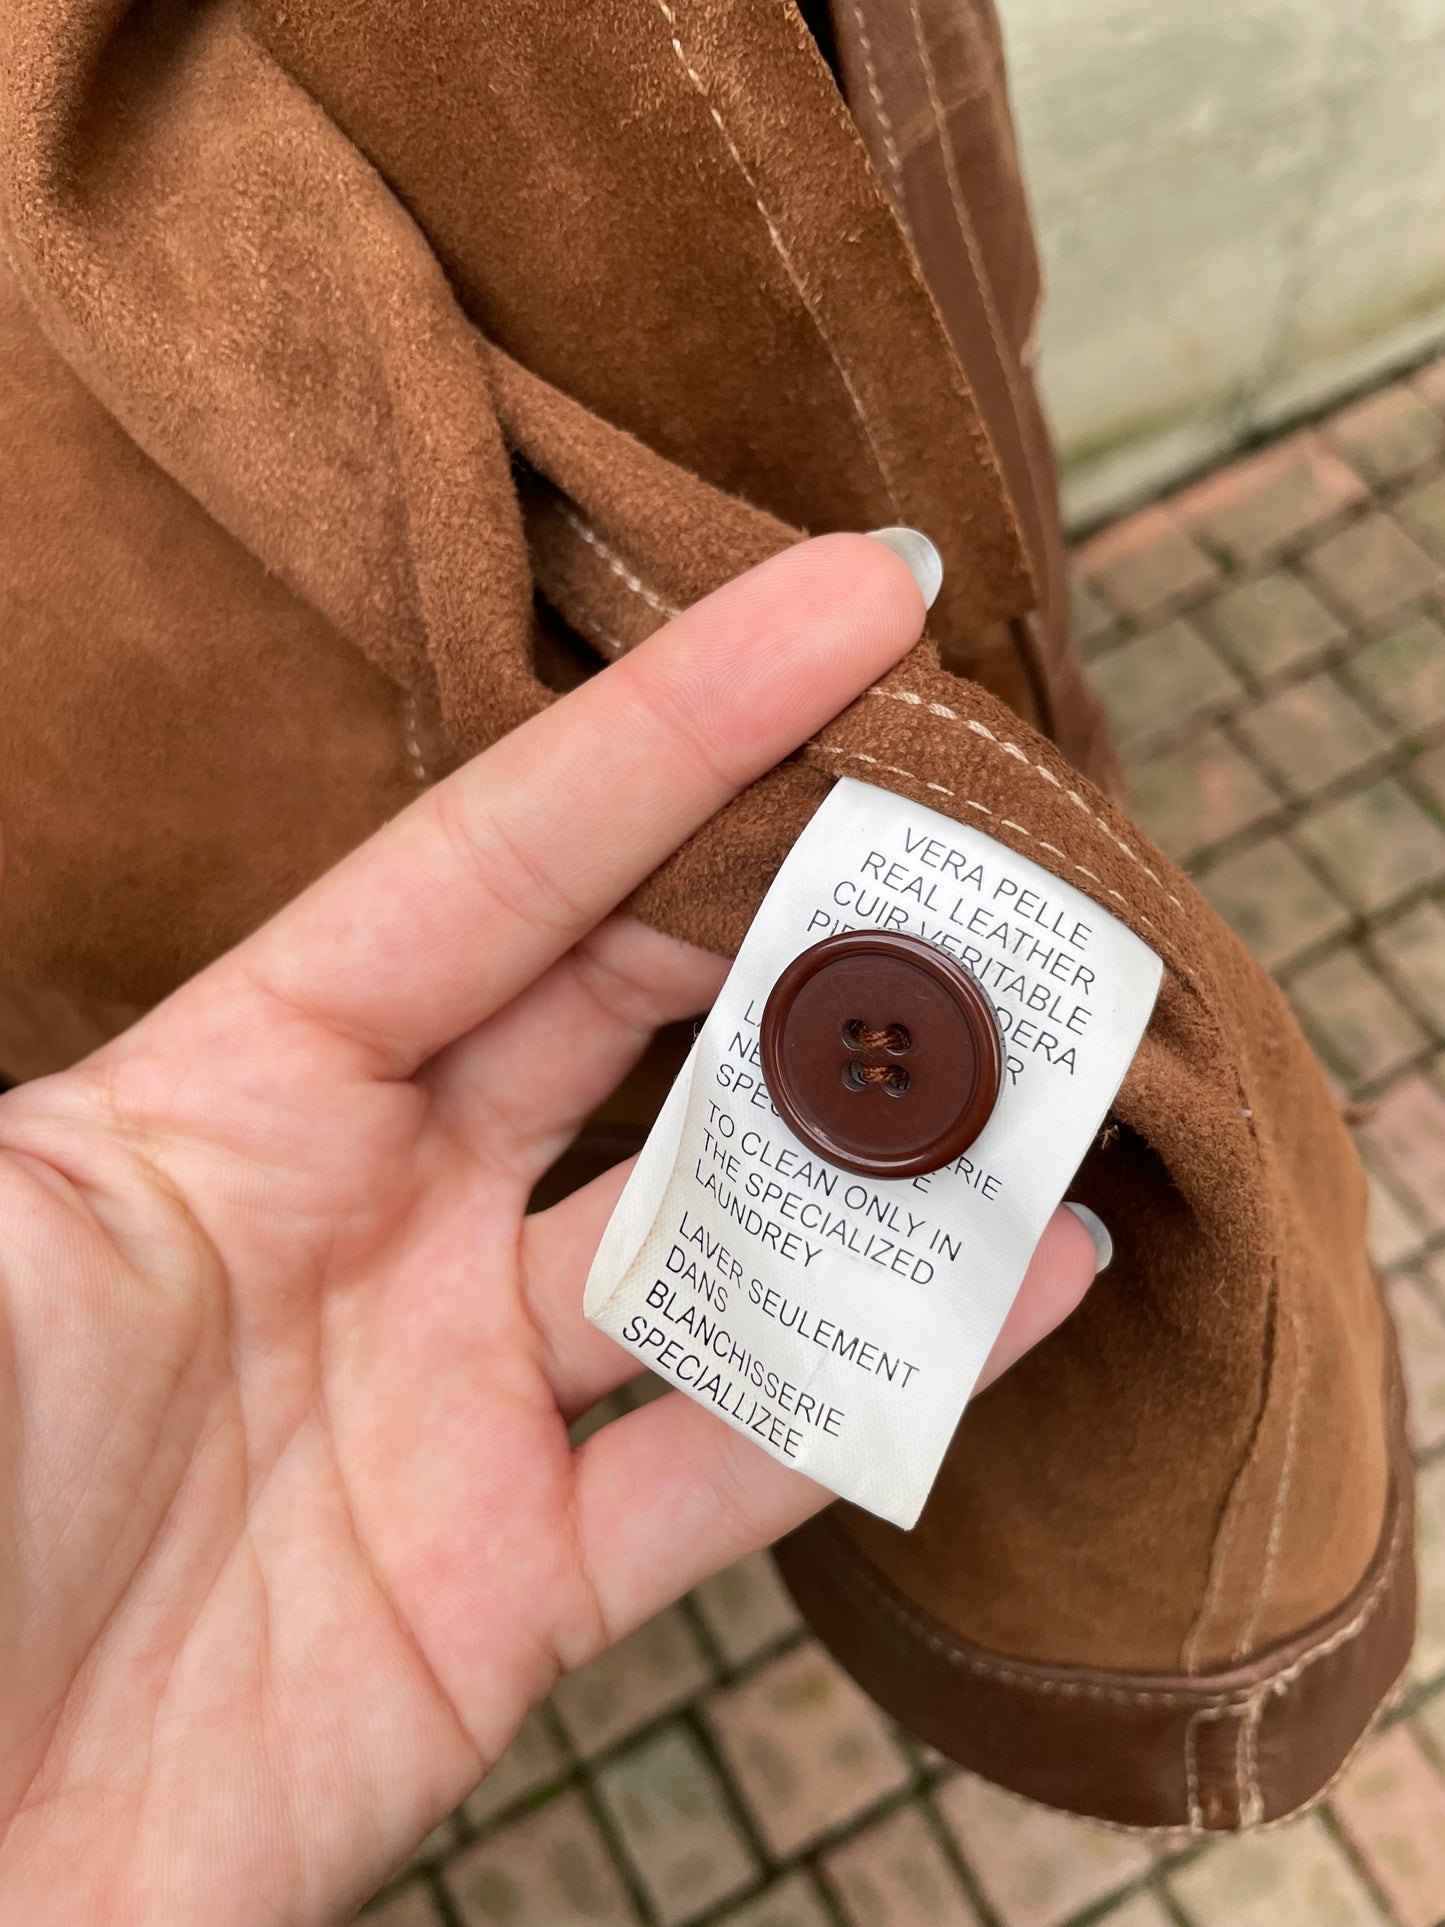 VERA PELLE
REAL LEATHER
CUIR VERITABLE
TO CLEAN ONLY IN
THE SPECIALIZED
LAUNDREY
LAVER SEULEMENT
DANS
BLANCHISSERIE
SPECIALLIZEE